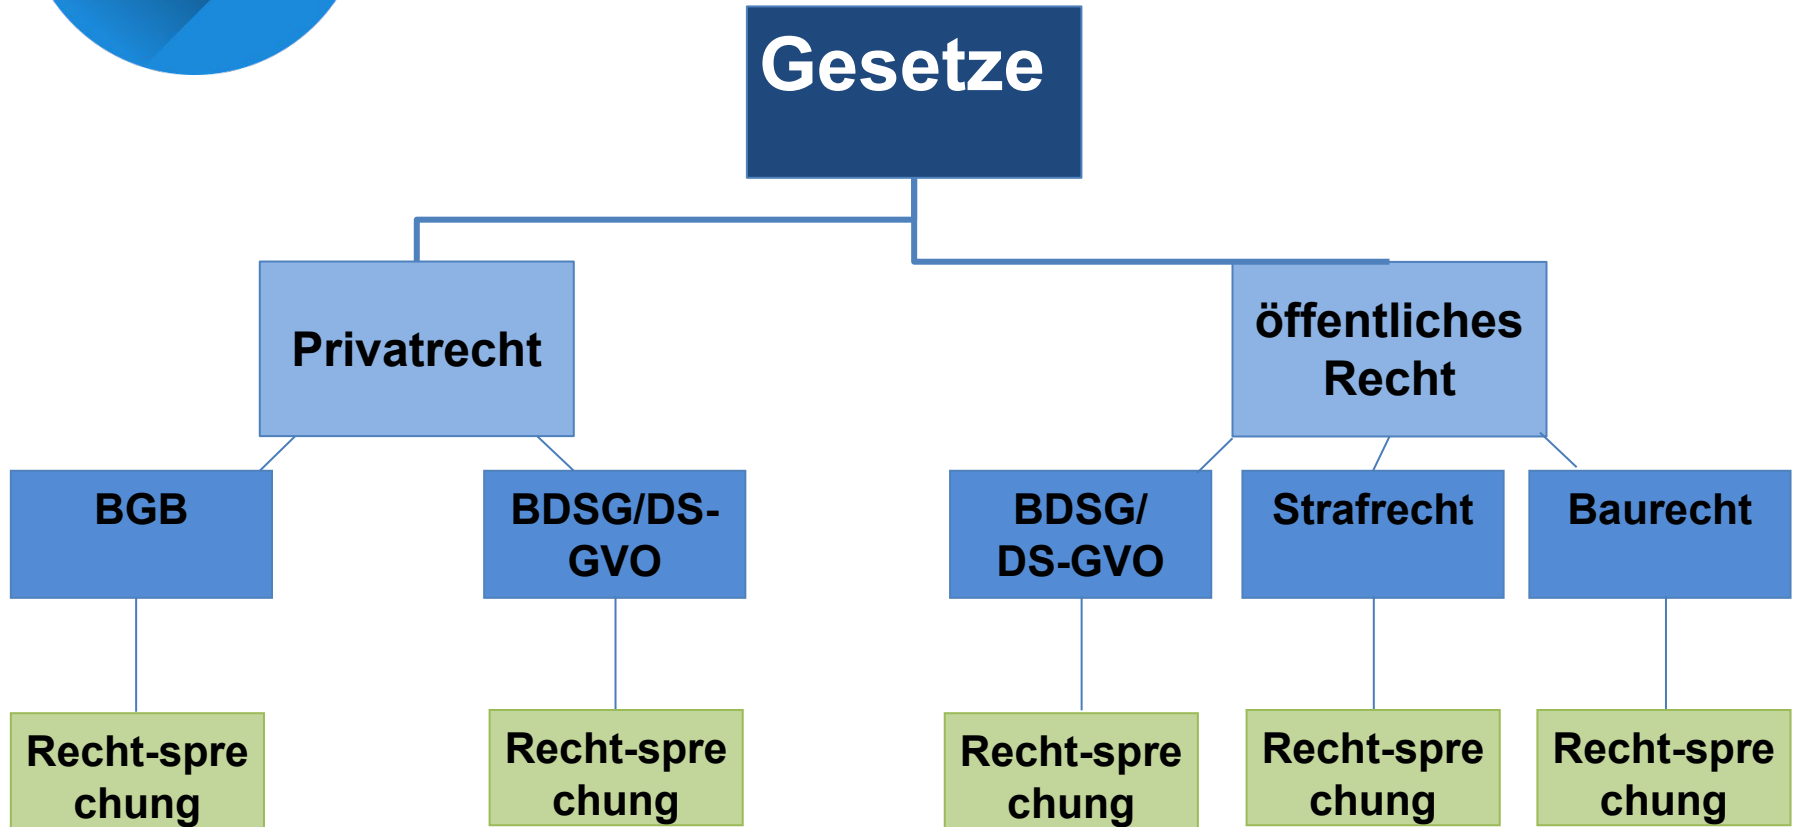 Gesetze
Privatrecht
öffentliches
Recht
BGB
BDSG/DS-
GVO
BDSG/
DS-GVO
Strafrecht
Baurecht
Recht-spre
chung
Recht-spre
chung
Recht-spre
chung
Recht-spre
chung
Recht-spre
chung